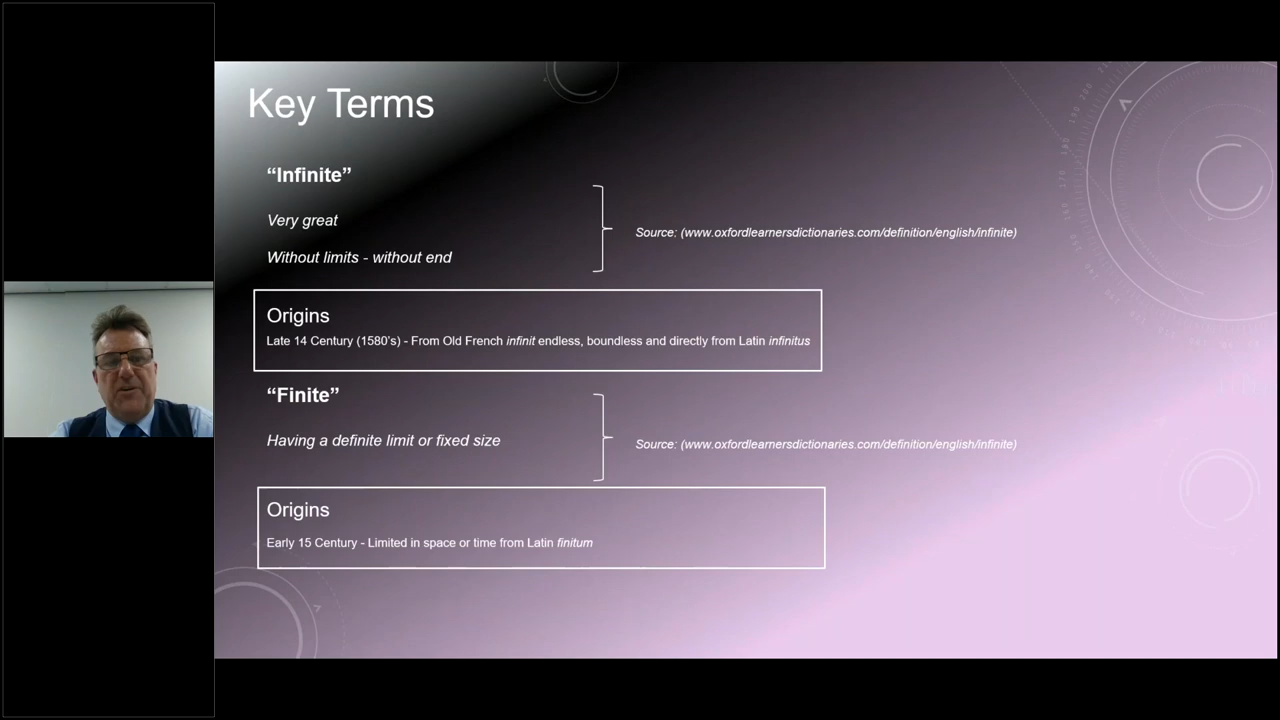 Key Terms
“Infinite”
Very great
Without limits - without end
Source: (www.oxfordlearnersdictionaries.com/definition/english/infinite)
Origins
Late 14 Century (1580's) - From Old French infinit endless, boundless and directly from Latin infinitus
“Finite”
Having a definite limit or fixed size
Source: (www.oxfordlearnersdictionaries.com/definition/english/infinite)
Origins
Early 15 Century - Limited in space or time from Latin finitum